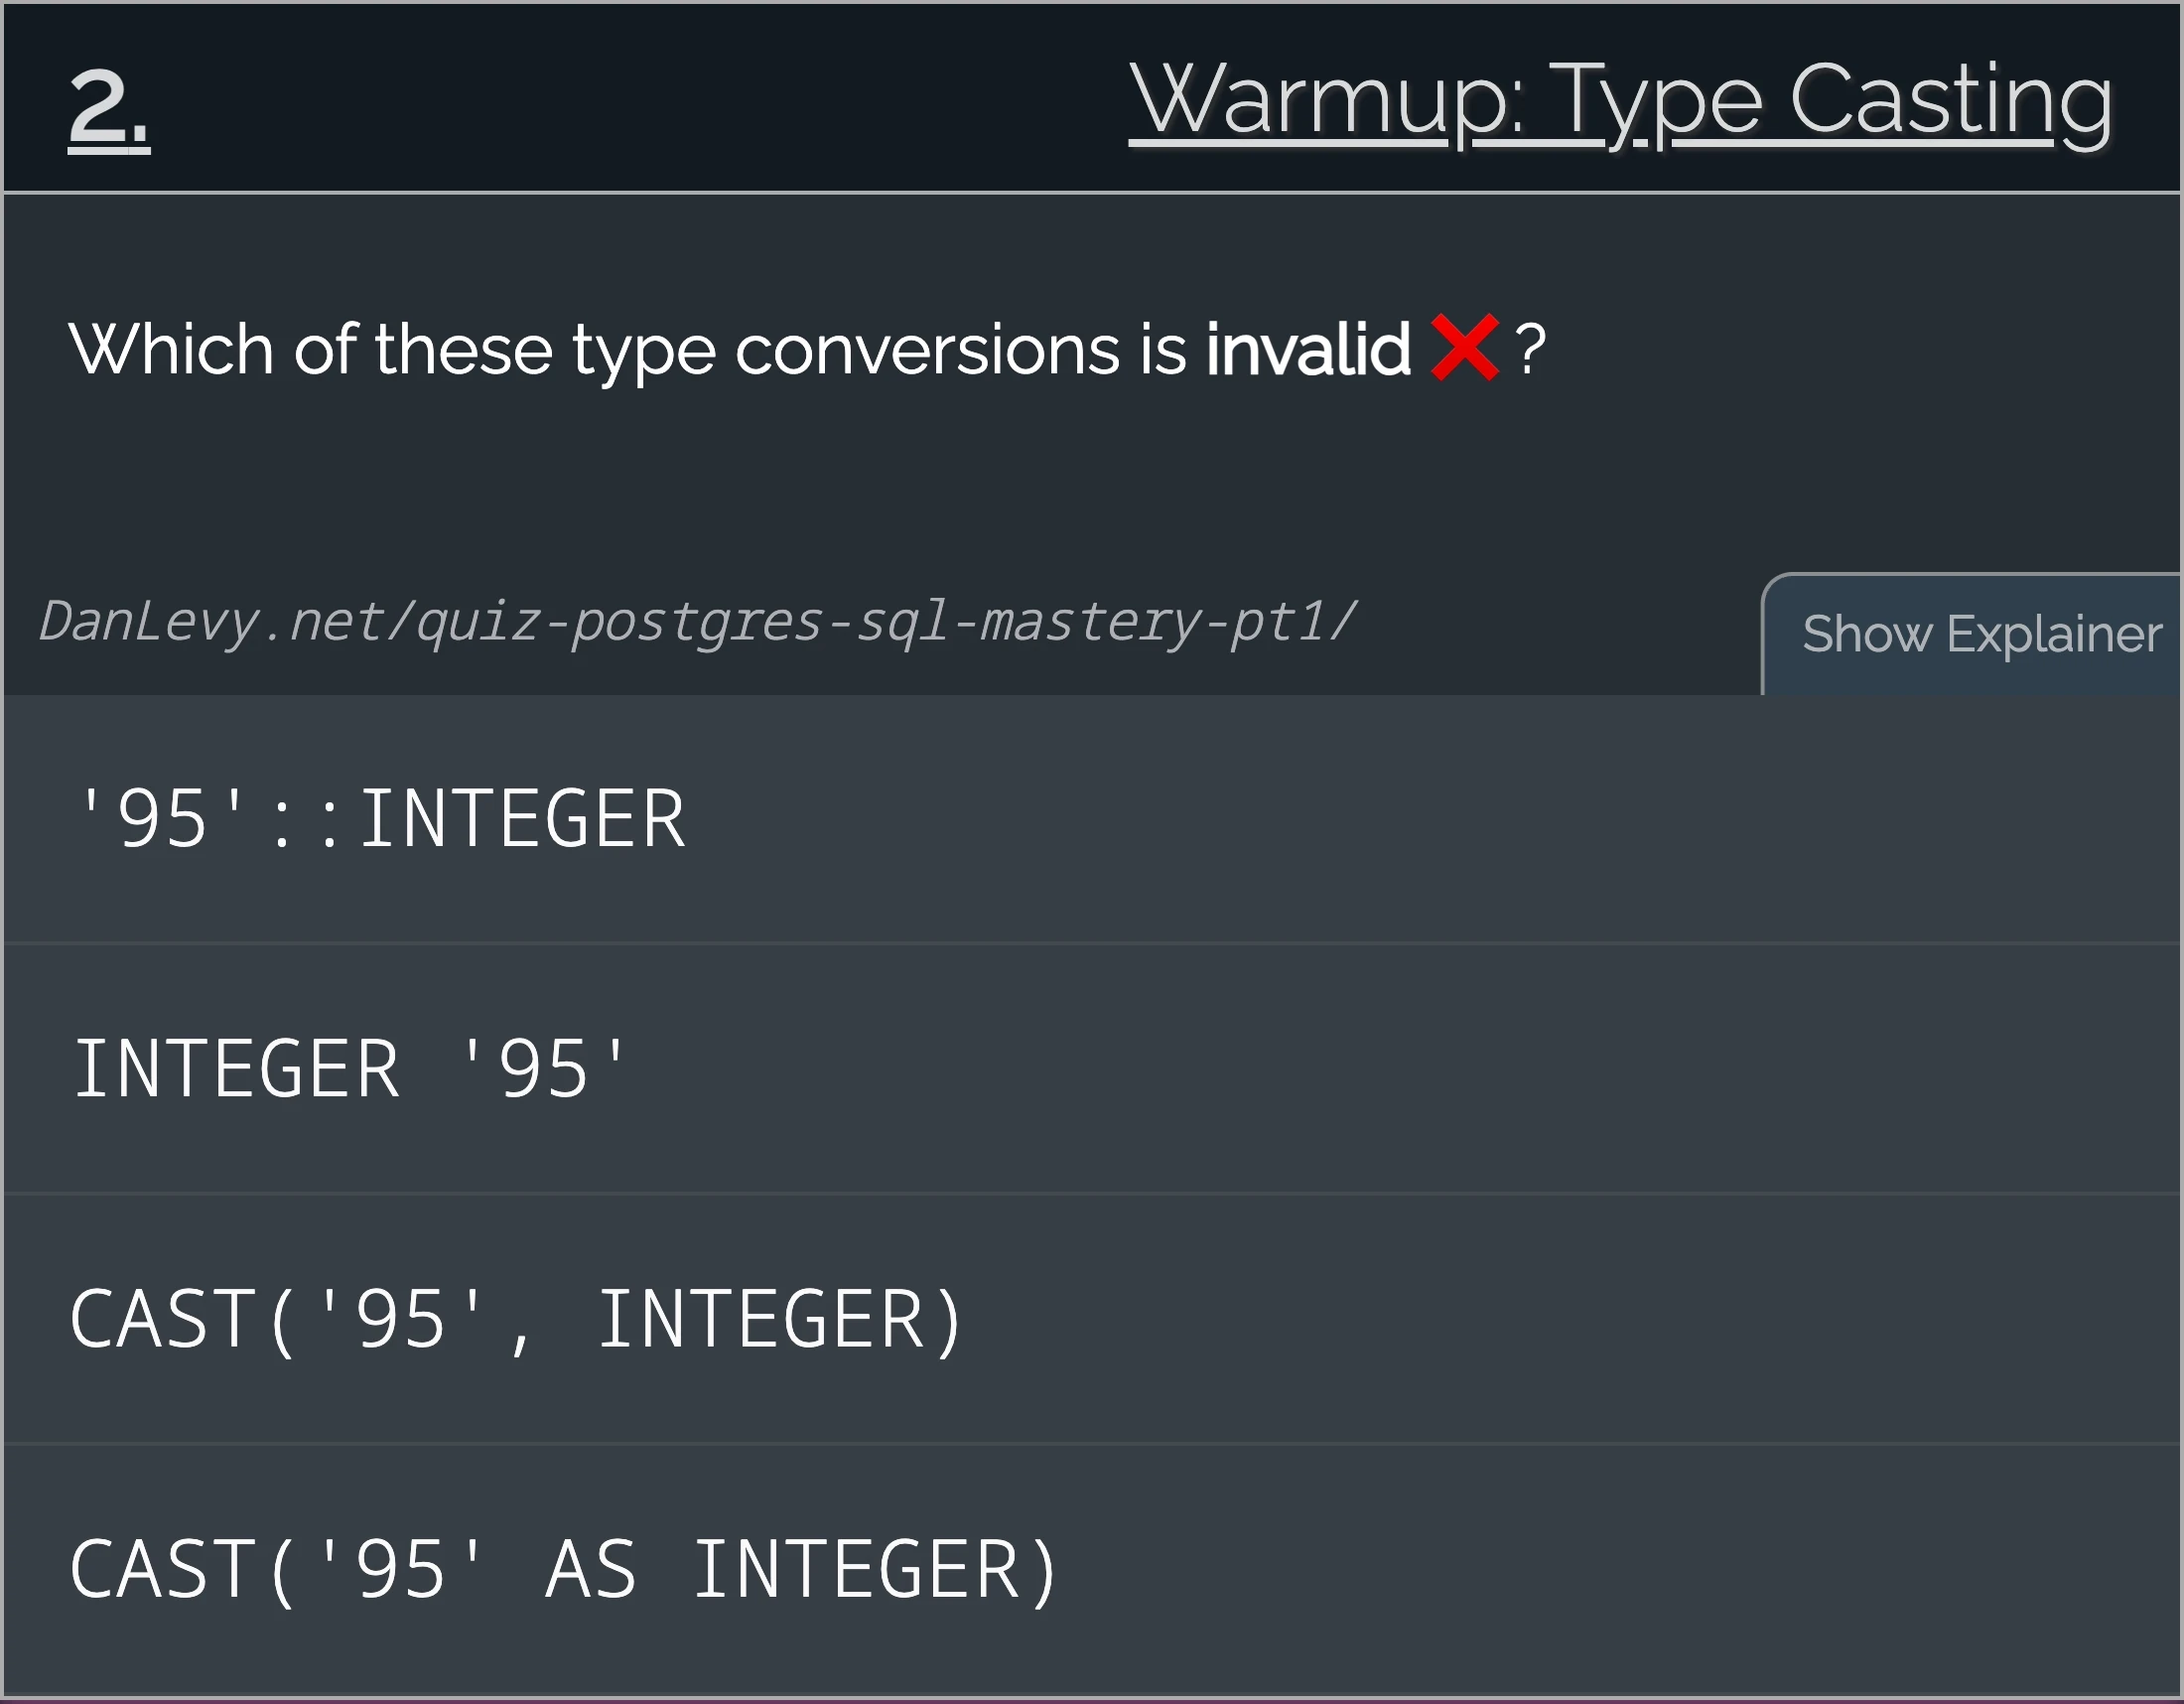 2.
Warmup: Type Casting
Which of these type conversions is invalid ❌ ?
DanLevy.net/quiz-postgres-sql-mastery-pt1/
Show Explainer
'95'::INTEGER
INTEGER '95'
CAST('95', INTEGER)
CAST('95' AS INTEGER)